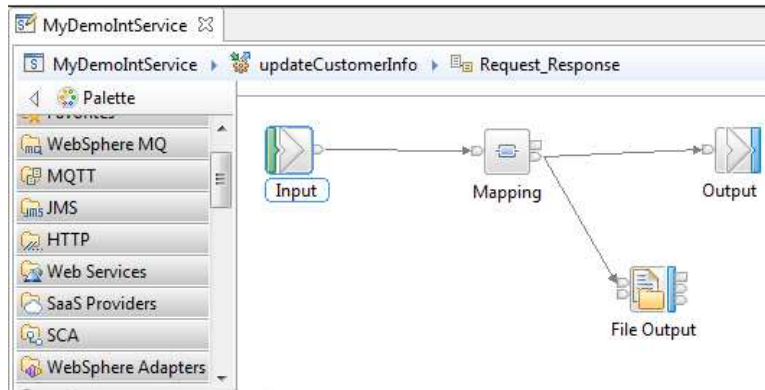 MyDemoIntService
MyDemoIntService updateCustomerInfo Request_Response
Palette
Favorites
WebSphere MQ
MQTT
JMS
HTTP
Web Services
SaaS Providers
SCA
WebSphere Adapters
Input
Mapping
Output
File Output